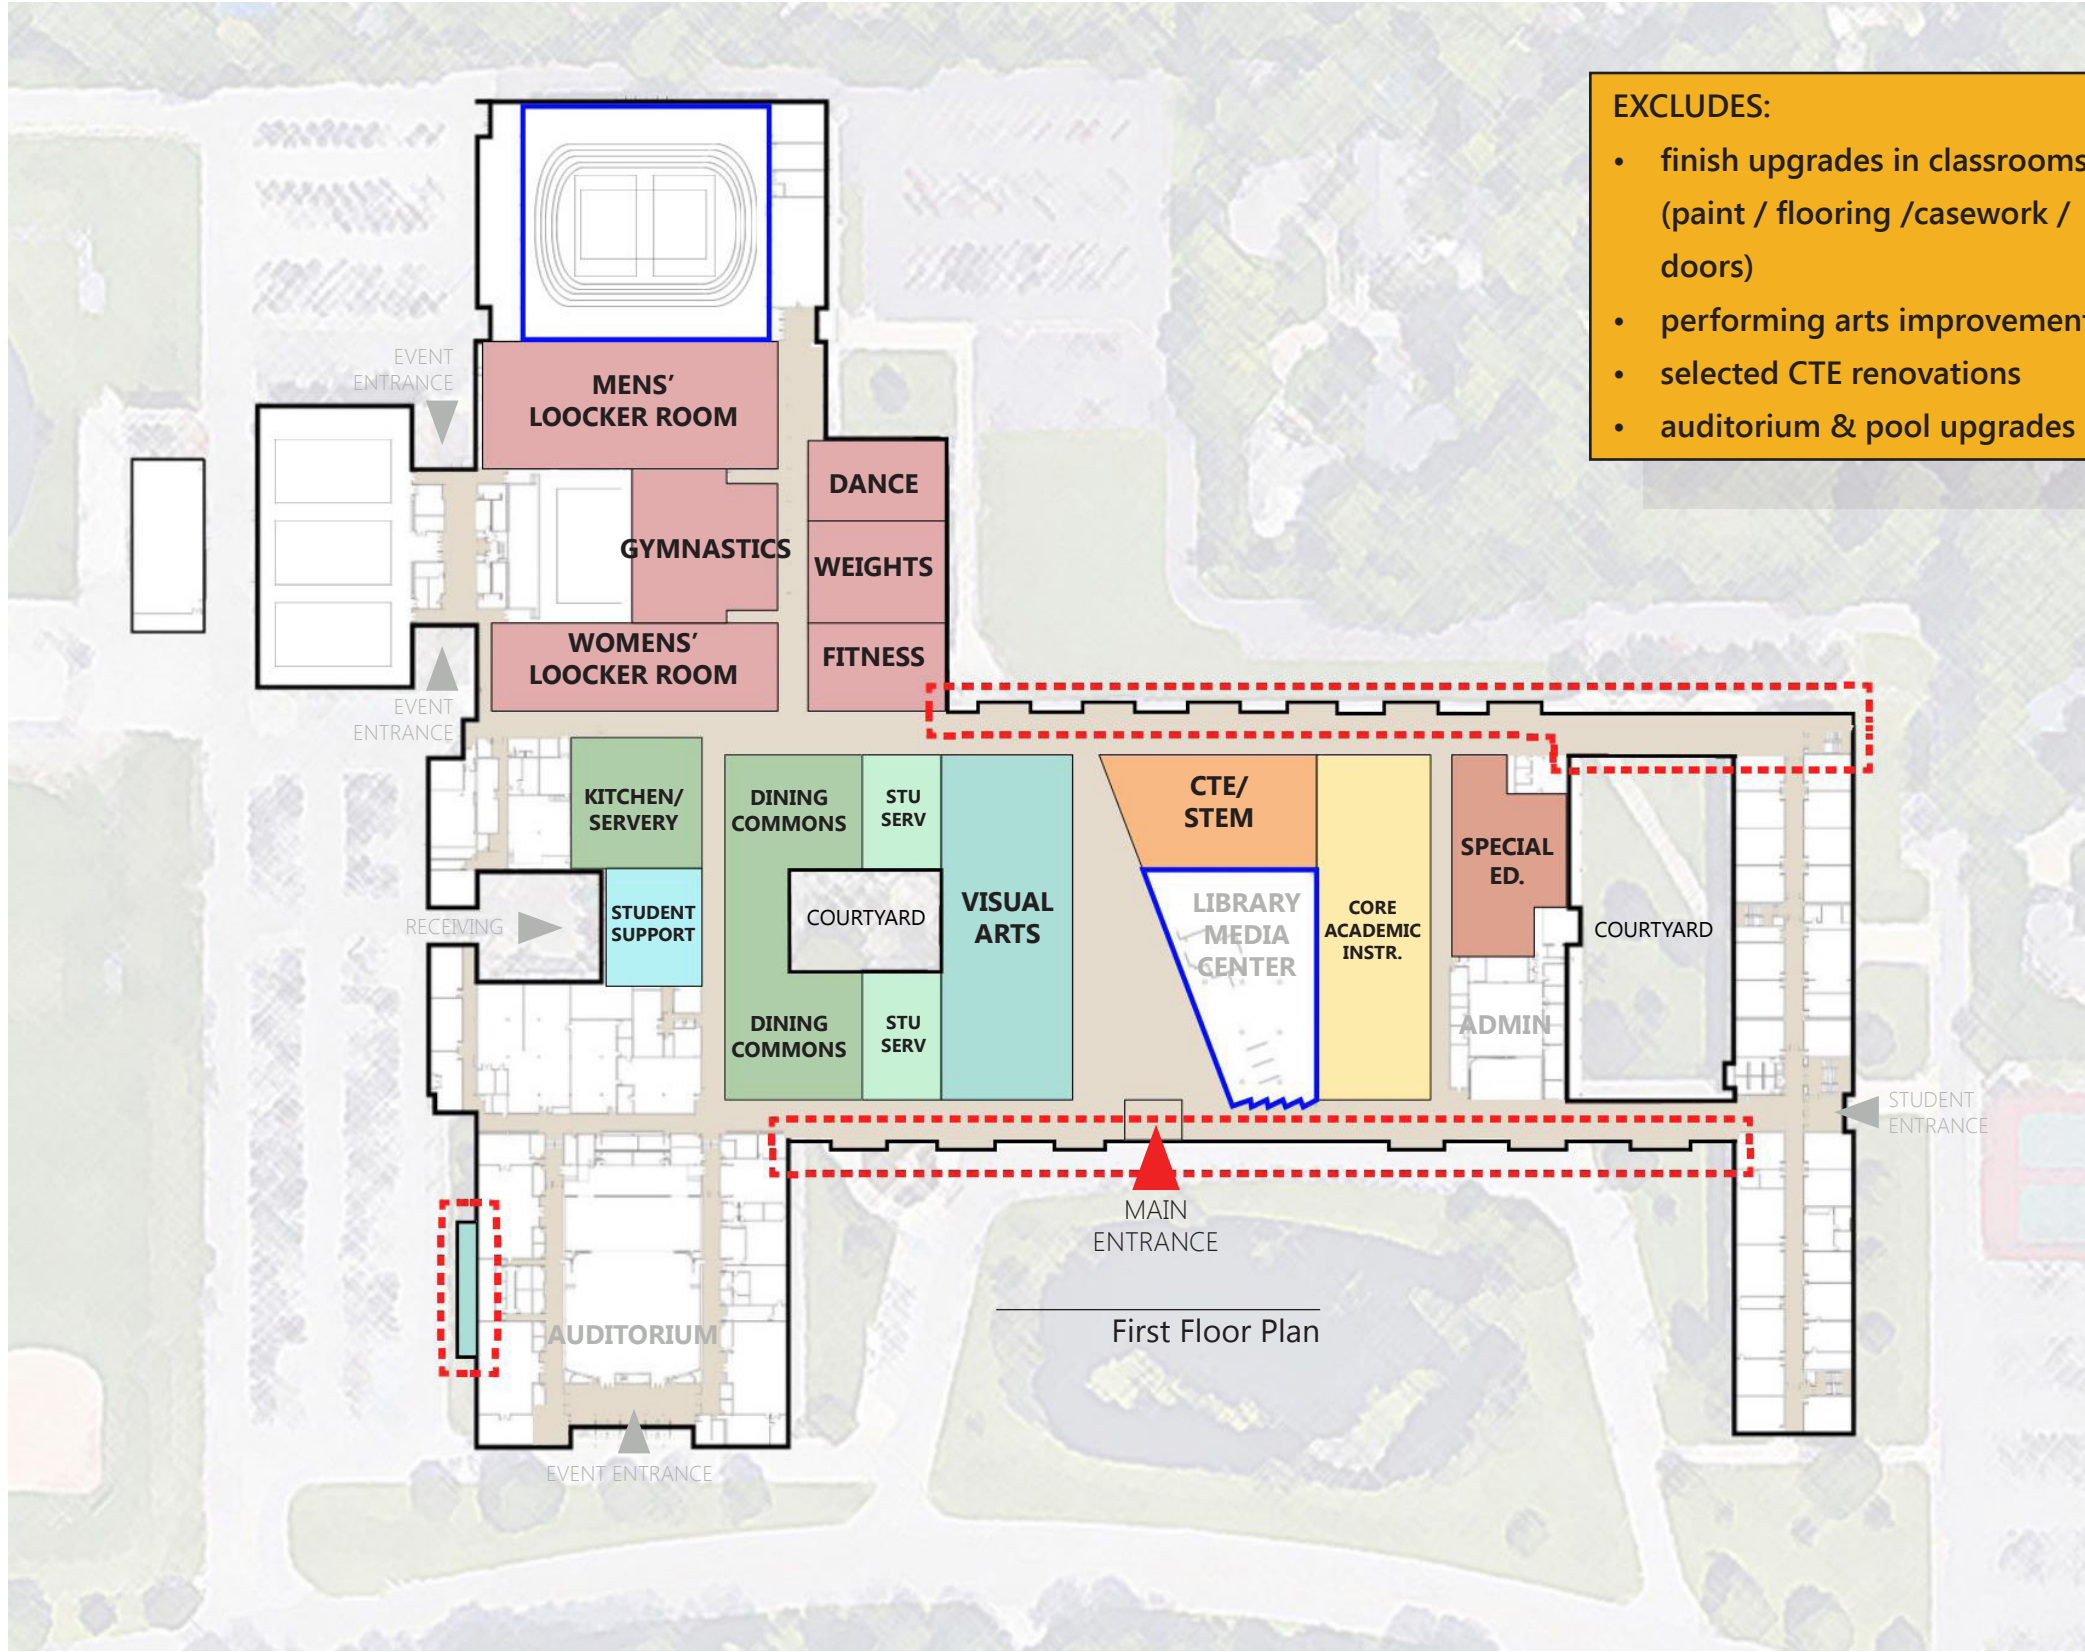 EXCLUDES:
• finish upgrades in classrooms
(paint / flooring /casework /
doors)
• performing arts improvement
• selected CTE renovations
• auditorium & pool upgrades
EVENT
ENTRANCE
MENS’
LOOCKER ROOM
DANCE
GYMNASTICS
WEIGHTS
WOMENS’
LOOCKER ROOM
FITNESS
EVENT
ENTRANCE
KITCHEN/
SERVERY
DINING
COMMONS
STU
SERV
CTE/
STEM
SPECIAL
ED.
RECEIVING
STUDENT
SUPPORT
COURTYARD
VISUAL
ARTS
LIBRARY
MEDIA
CENTER
CORE
ACADEMIC
INSTR.
COURTYARD
DINING
COMMONS
STU
SERV
ADMIN
STUDENT
ENTRANCE
MAIN
ENTRANCE
AUDITORIUM
First Floor Plan
EVENT ENTRANCE